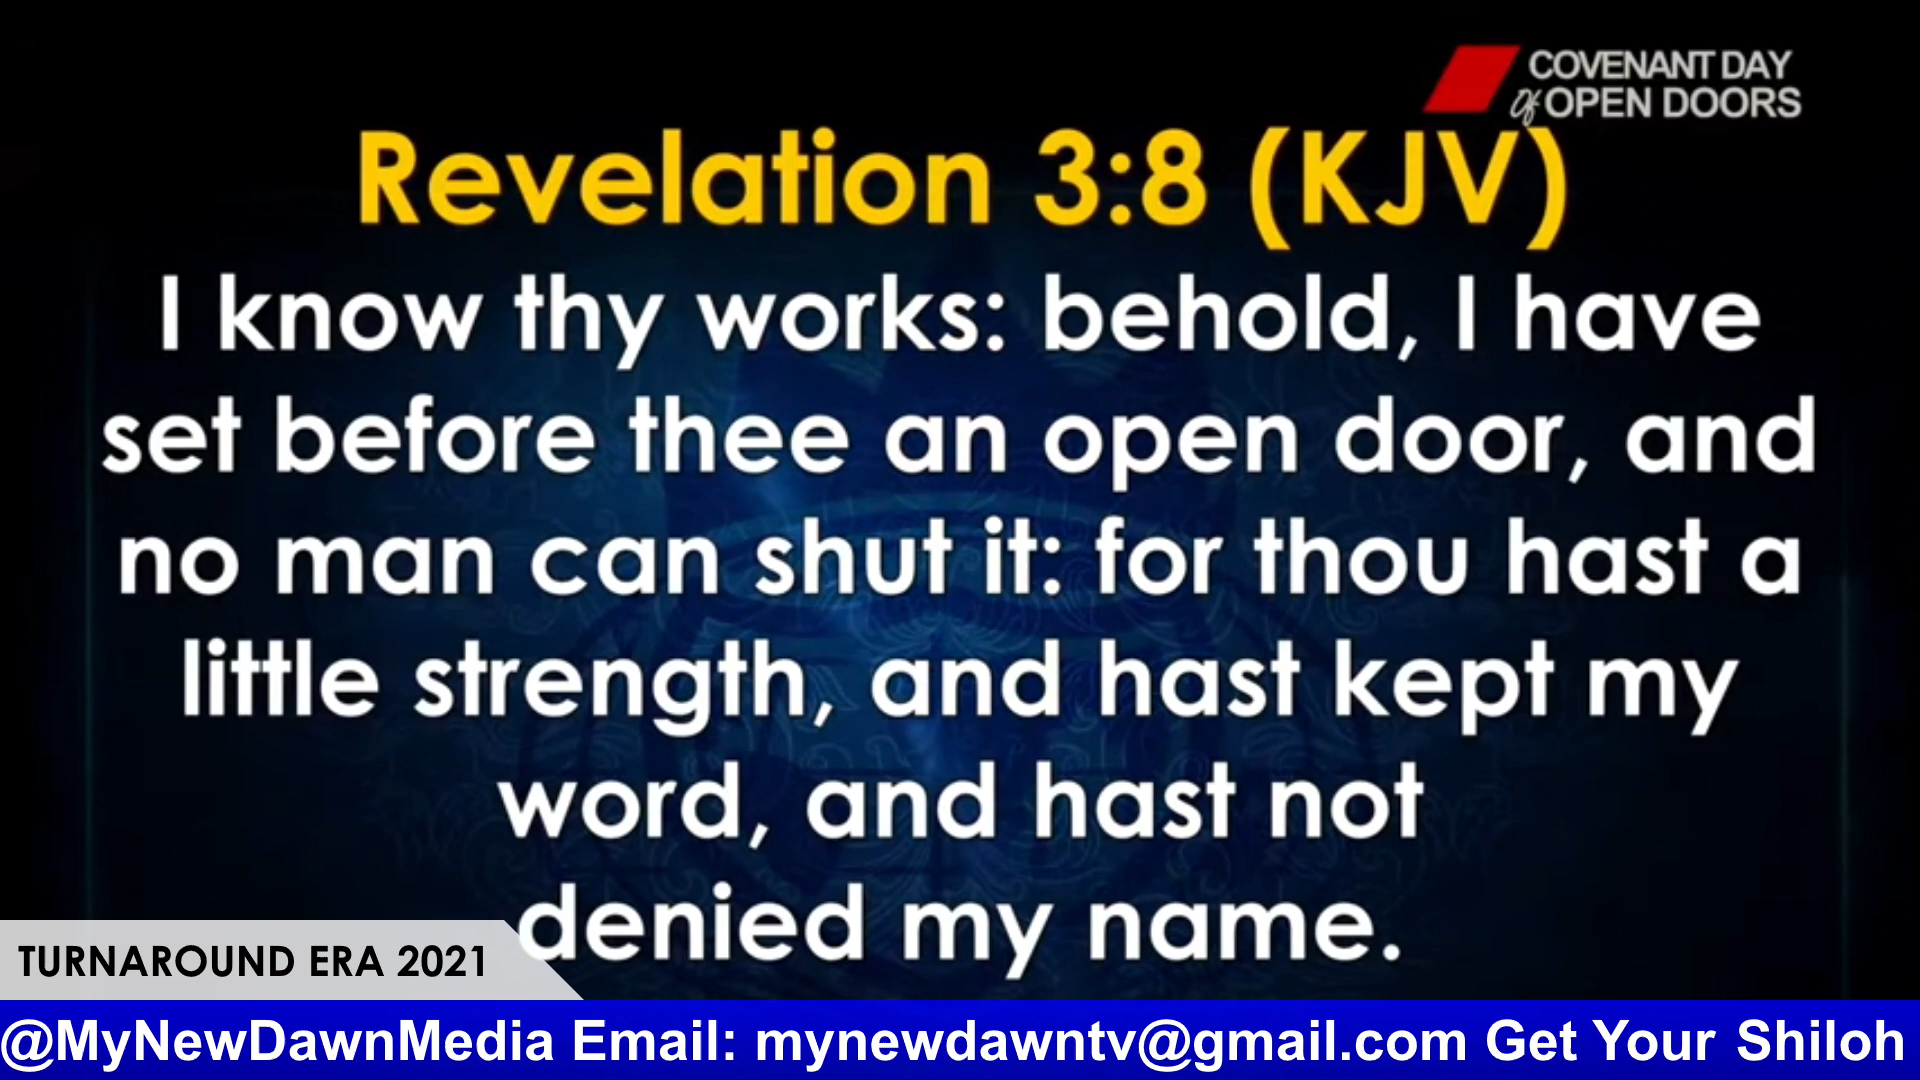 COVENANT DAY
Of OPEN DOORS
Revelation 3:8 (KJV)
I know thy works: behold, I have
set before thee an open door, and
no man can shut it: for thou hast a
little strength, and hast kept my
word, and hast not
denied my name.
TURNAROUND ERA 2021
@MyNewDawnMedia Email: mynewdawntv@gmail.com Get Your Shiloh